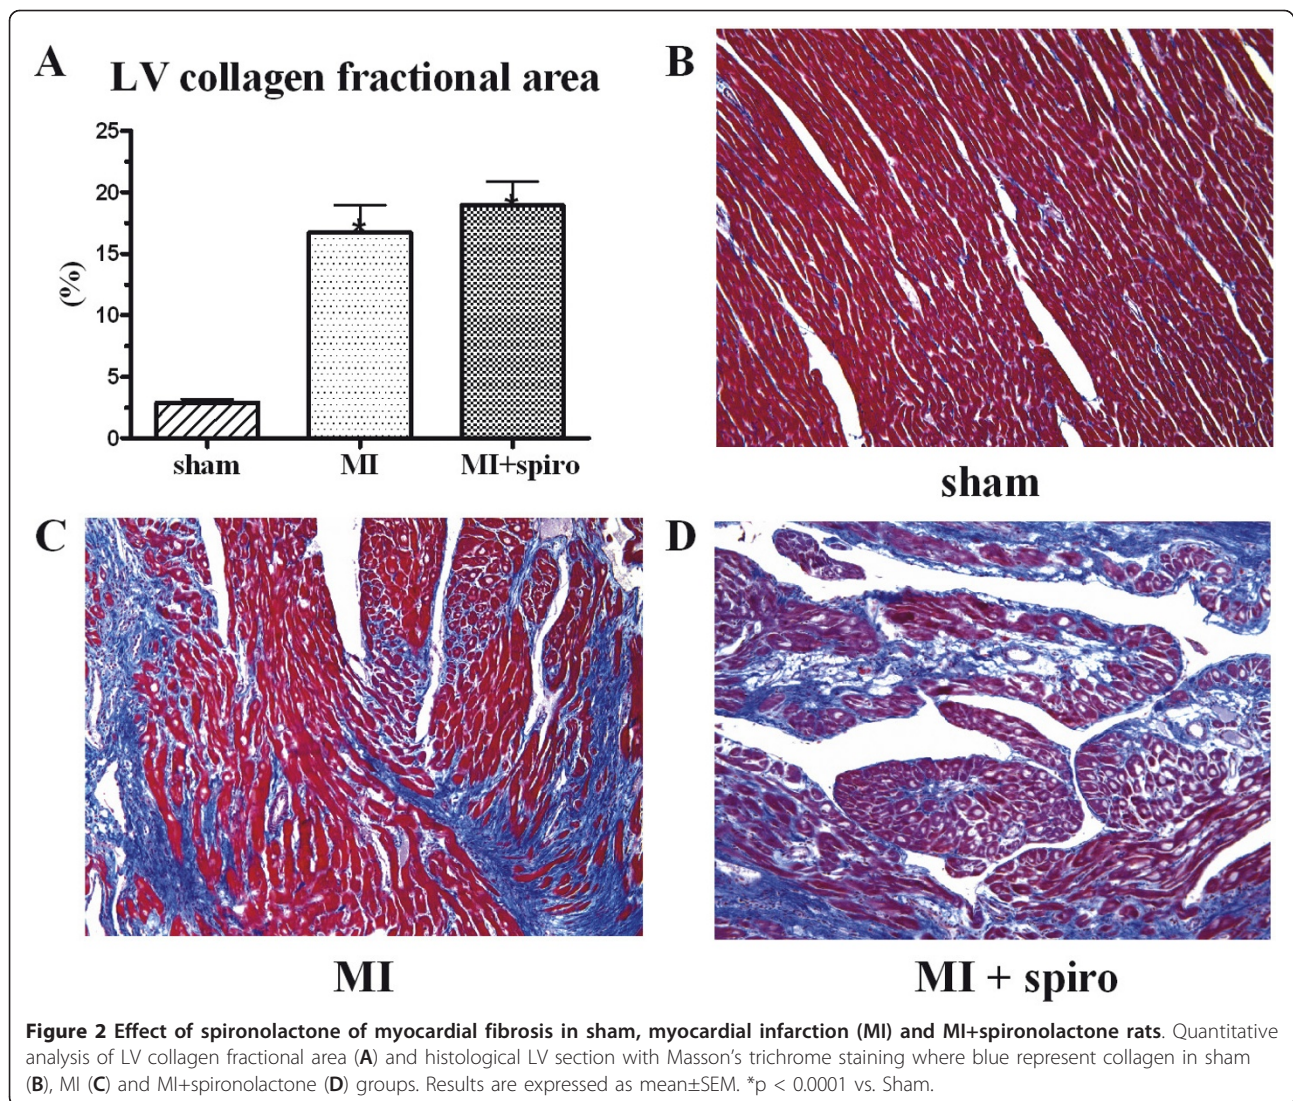 A
LV collagen fractional area
(%)
25
20
15
10
5
0
*
*
sham
MI
MI+spiro
B
sham
C
MI
D
MI + spiro
Figure 2 Effect of spironolactone of myocardial fibrosis in sham, myocardial infarction (MI) and MI+spironolactone rats. Quantitative
analysis of LV collagen fractional area (A) and histological LV section with Masson's trichrome staining where blue represent collagen in sham
(B), MI (C) and MI+spironolactone (D) groups. Results are expressed as mean±SEM. *p < 0.0001 vs. Sham.